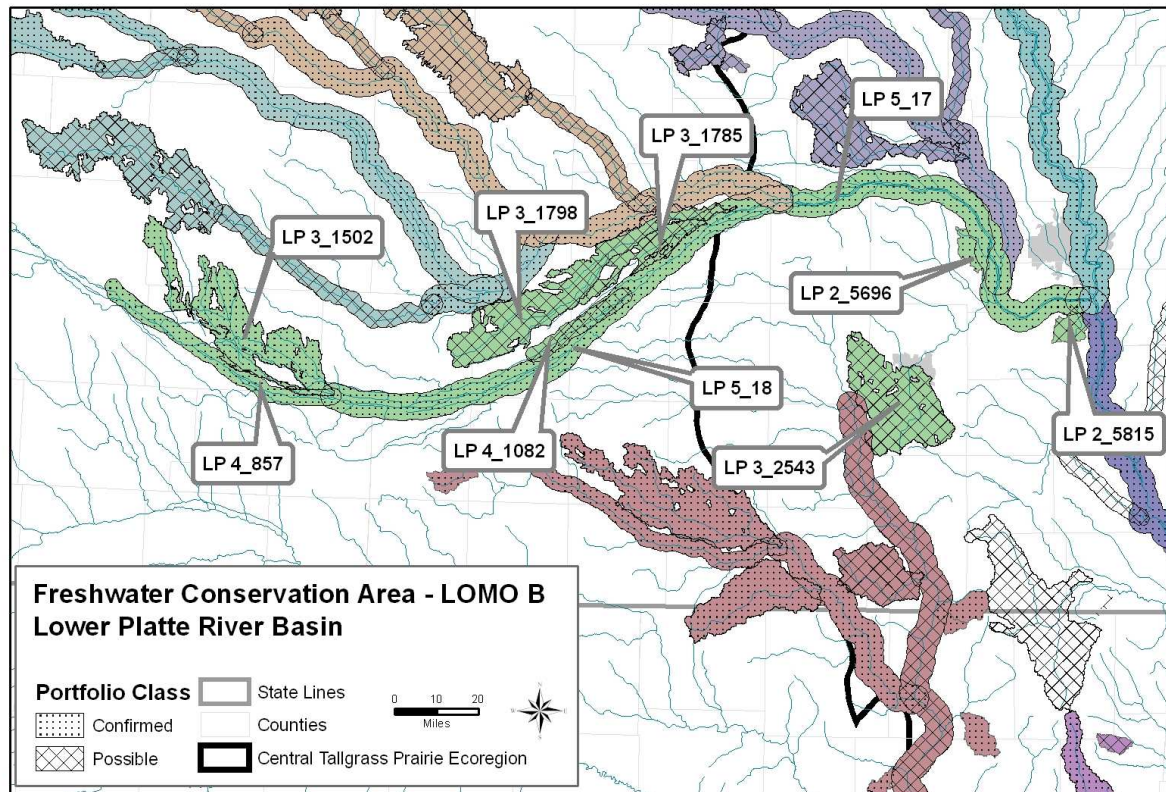 LP 5_17
LP 3_1785
LP 3_1798
LP 3_1502
LP 2_5696
LP 5_18
LP 2_5815
LP 4_1082
LP 4_857
LP 3_2543
Freshwater Conservation Area - LOMO B
Lower Platte River Basin
Portfolio Class
Confirmed
Possible
State Lines
Counties
Central Tallgrass Prairie Ecoregion
0 10 20
Miles